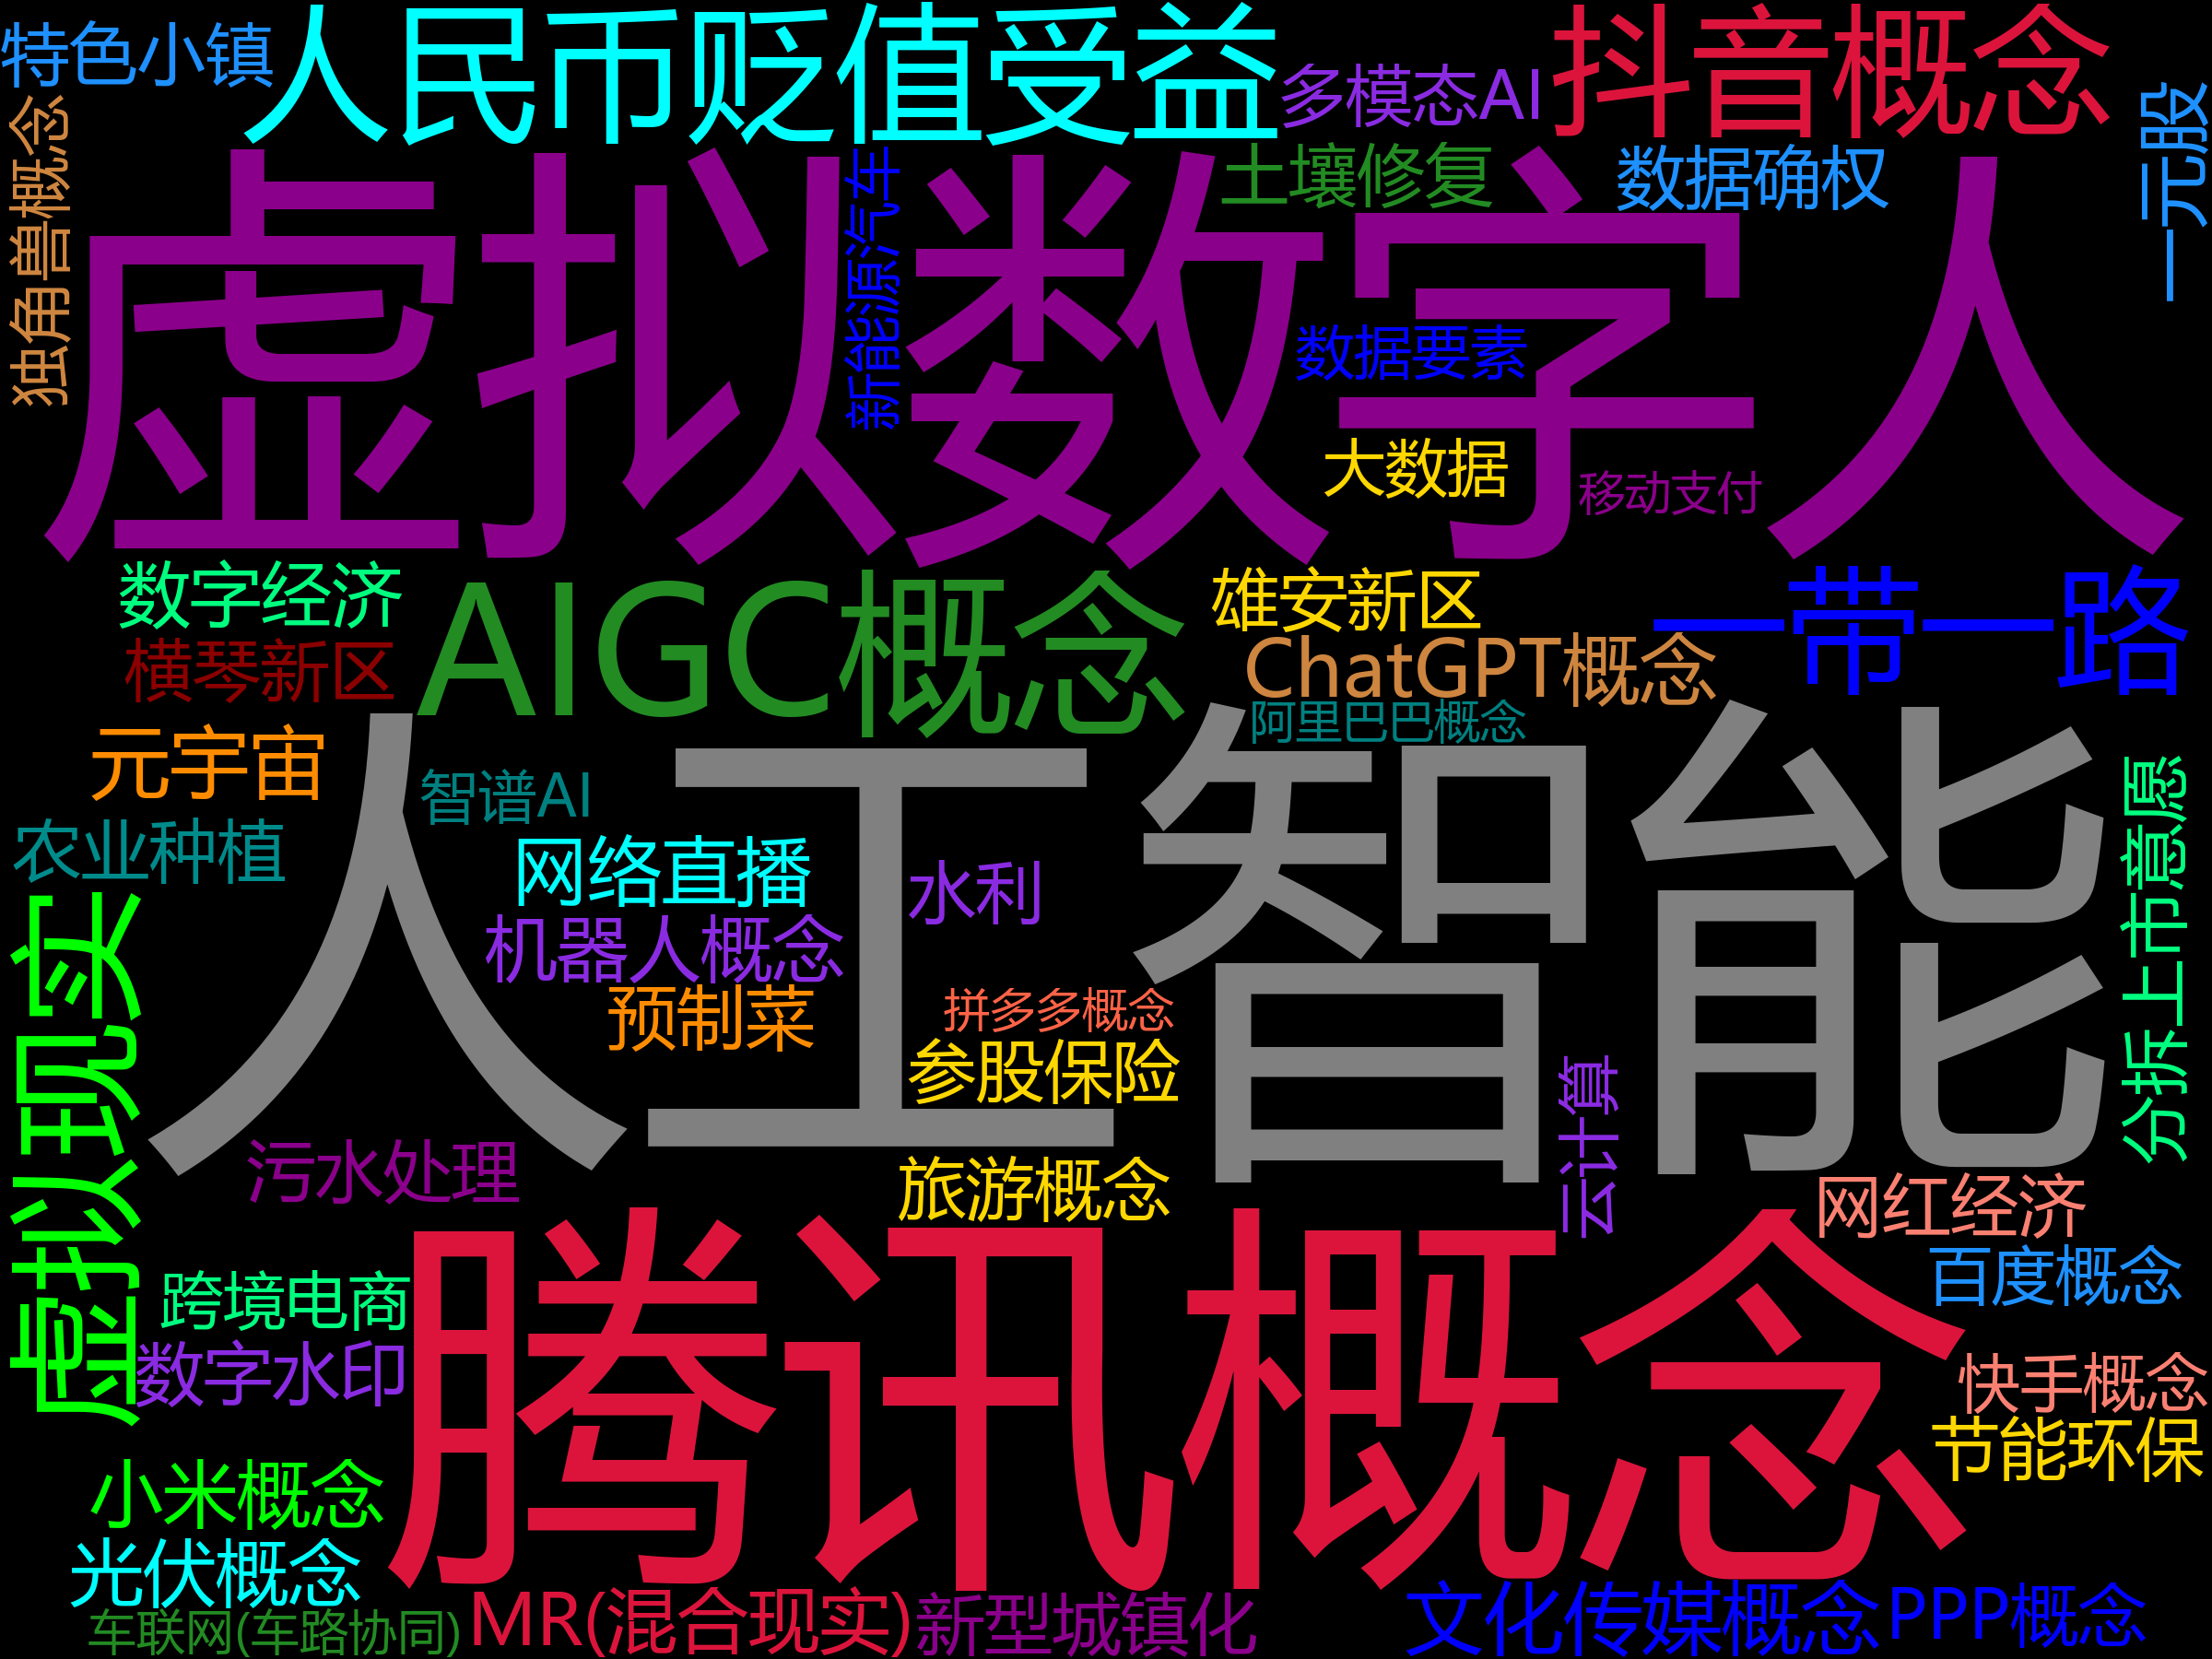 特色小镇
人民币贬值受益
多模态AI
抖音概念
一元股
独角兽概念
新能源汽车
土壤修复
数据确权
虚拟数字人
数据要素
大数据
移动支付
数字经济
AIGC概念
雄安新区
一带一路
横琴新区
ChatGPT概念
阿里巴巴概念
元宇宙
智谱AI
人工智能
农业种植
网络直播
水利
分拆上市意愿
机器人概念
虚拟现实
预制菜
拼多多概念
参股保险
云计算
污水处理
旅游概念
网红经济
腾讯概念
百度概念
跨境电商
数字水印
快手概念
节能环保
小米概念
光伏概念
车联网(车路协同)
MR(混合现实)
新型城镇化
文化传媒概念
PPP概念